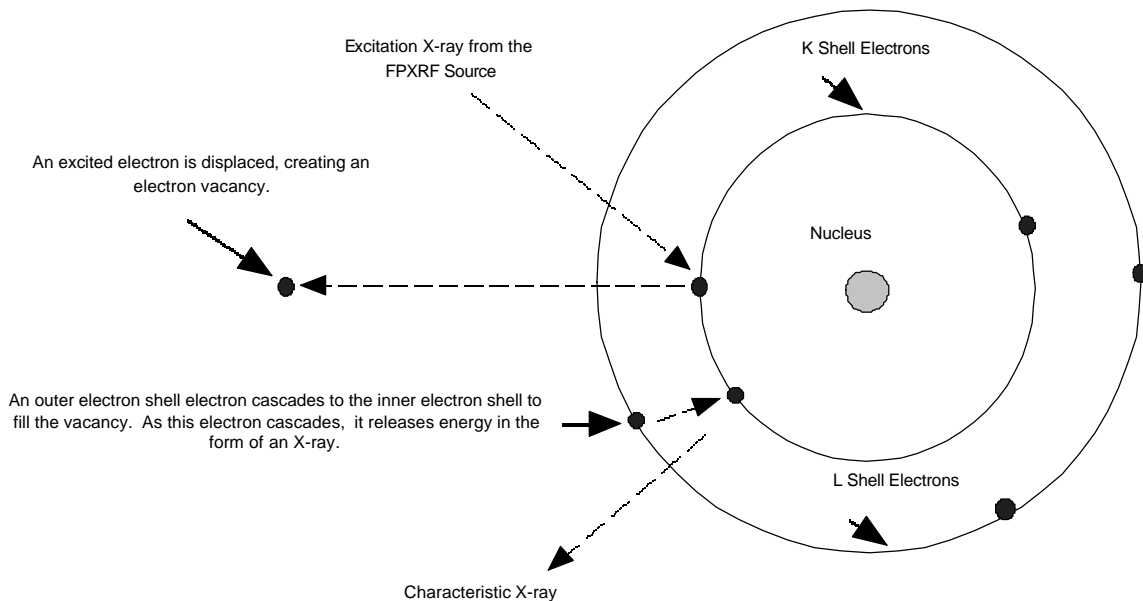 Excitation X-ray from the
FPXRF Source
K Shell Electrons
An excited electron is displaced, creating an
electron vacancy.
Nucleus
An outer electron shell electron cascades to the inner electron shell to
fill the vacancy. As this electron cascades, it releases energy in the
form of an X-ray.
L Shell Electrons
Characteristic X-ray